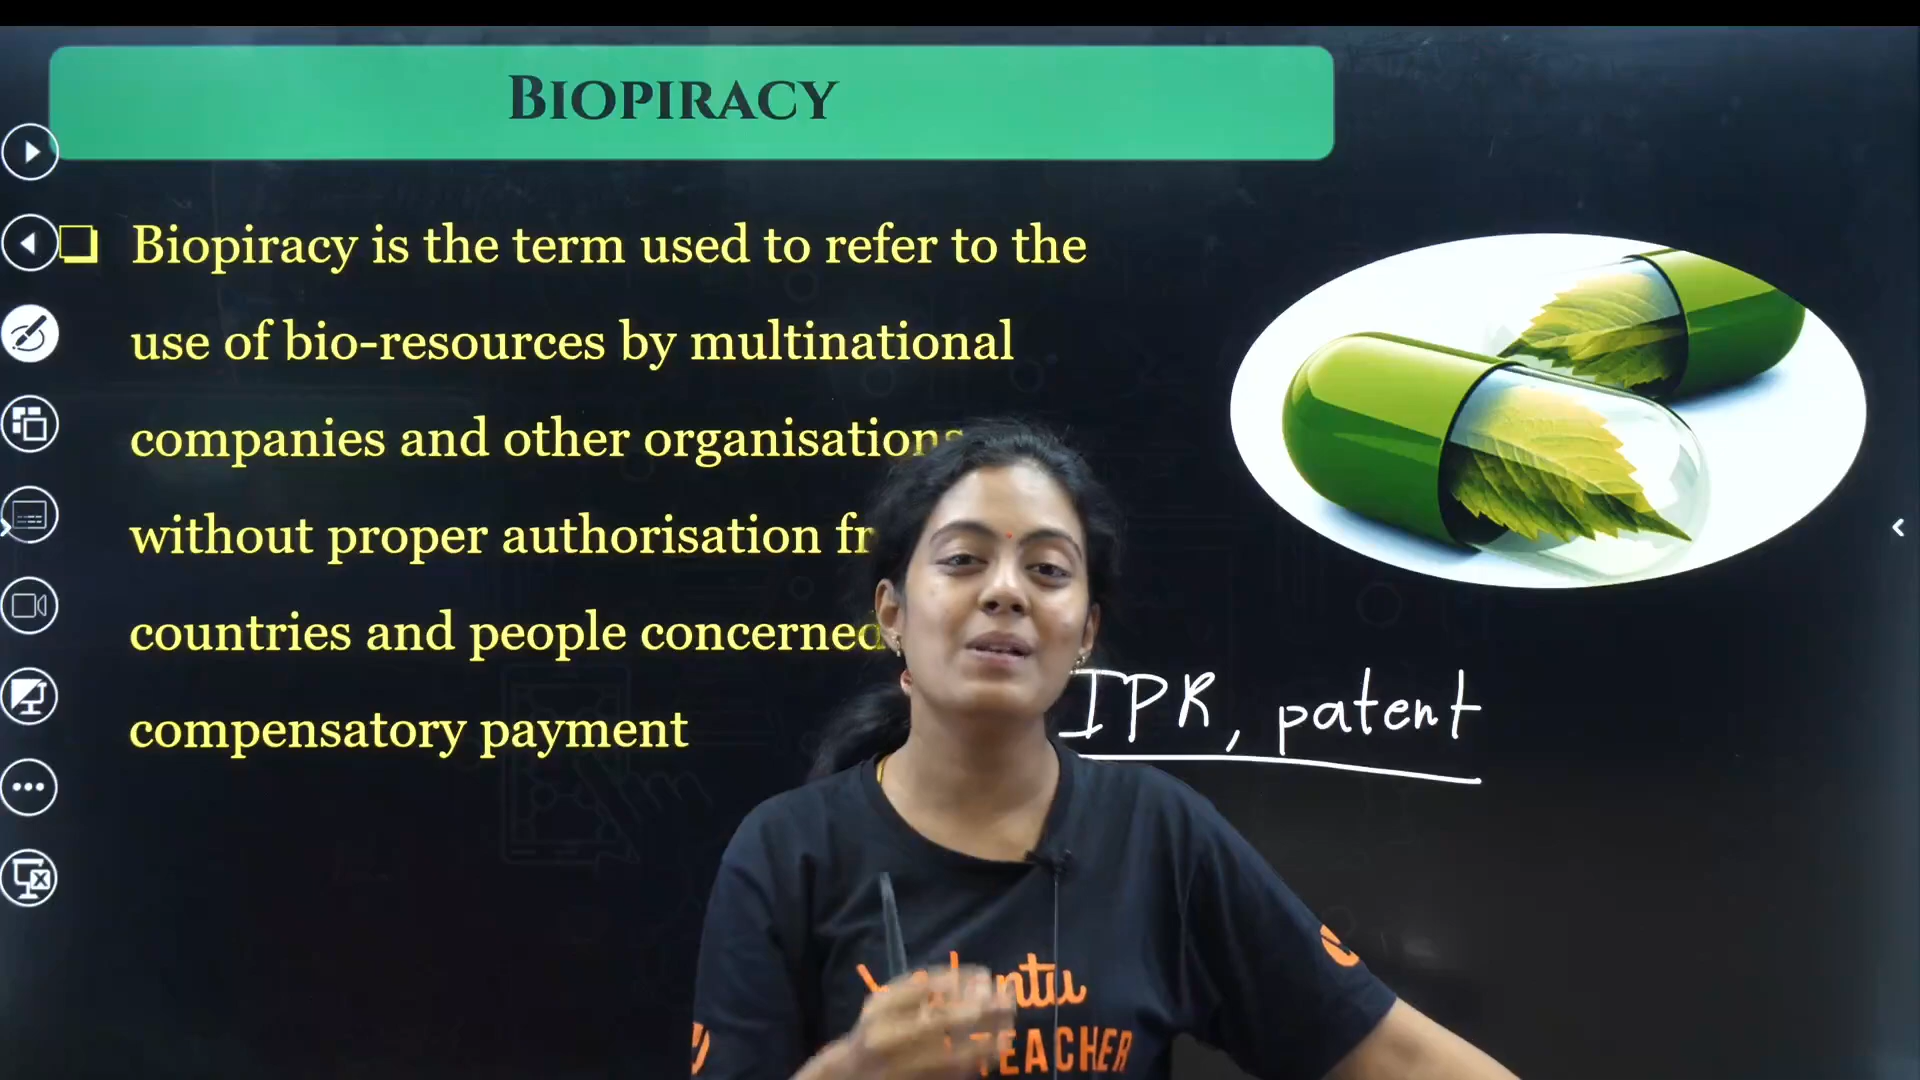 BIOPIRACY
Biopiracy is the term used to refer to the
use of bio-resources by multinational
companies and other organisations
without proper authorisation
countries and people concerned
compensatory payment
IPR, patent
TEACHER